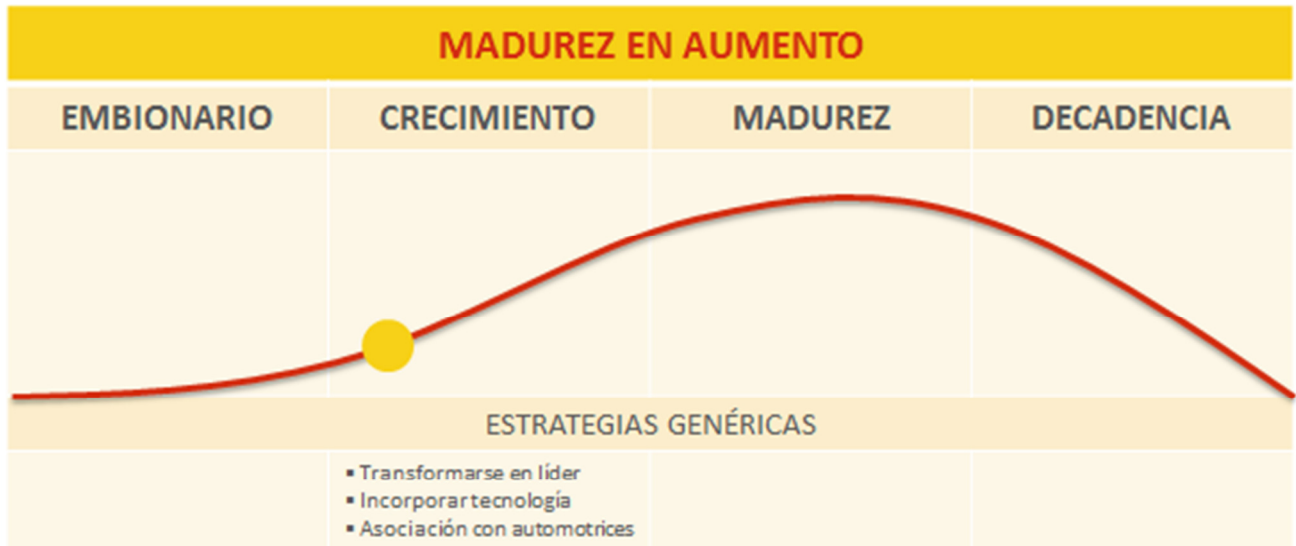 MADUREZ EN AUMENTO
EMBIONARIO CRECIMIENTO MADUREZ DECADENCIA
ESTRATEGIAS GENÉRICAS
▪ Transformarse en líder
▪ Incorporar tecnología
▪ Asociación con automotrices